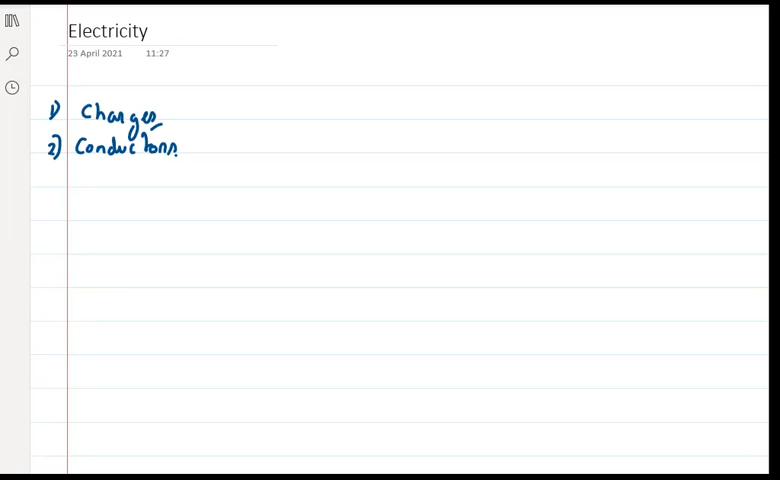 Electricity
23 April 2021 11:27
1) Charges
2) Conductors.